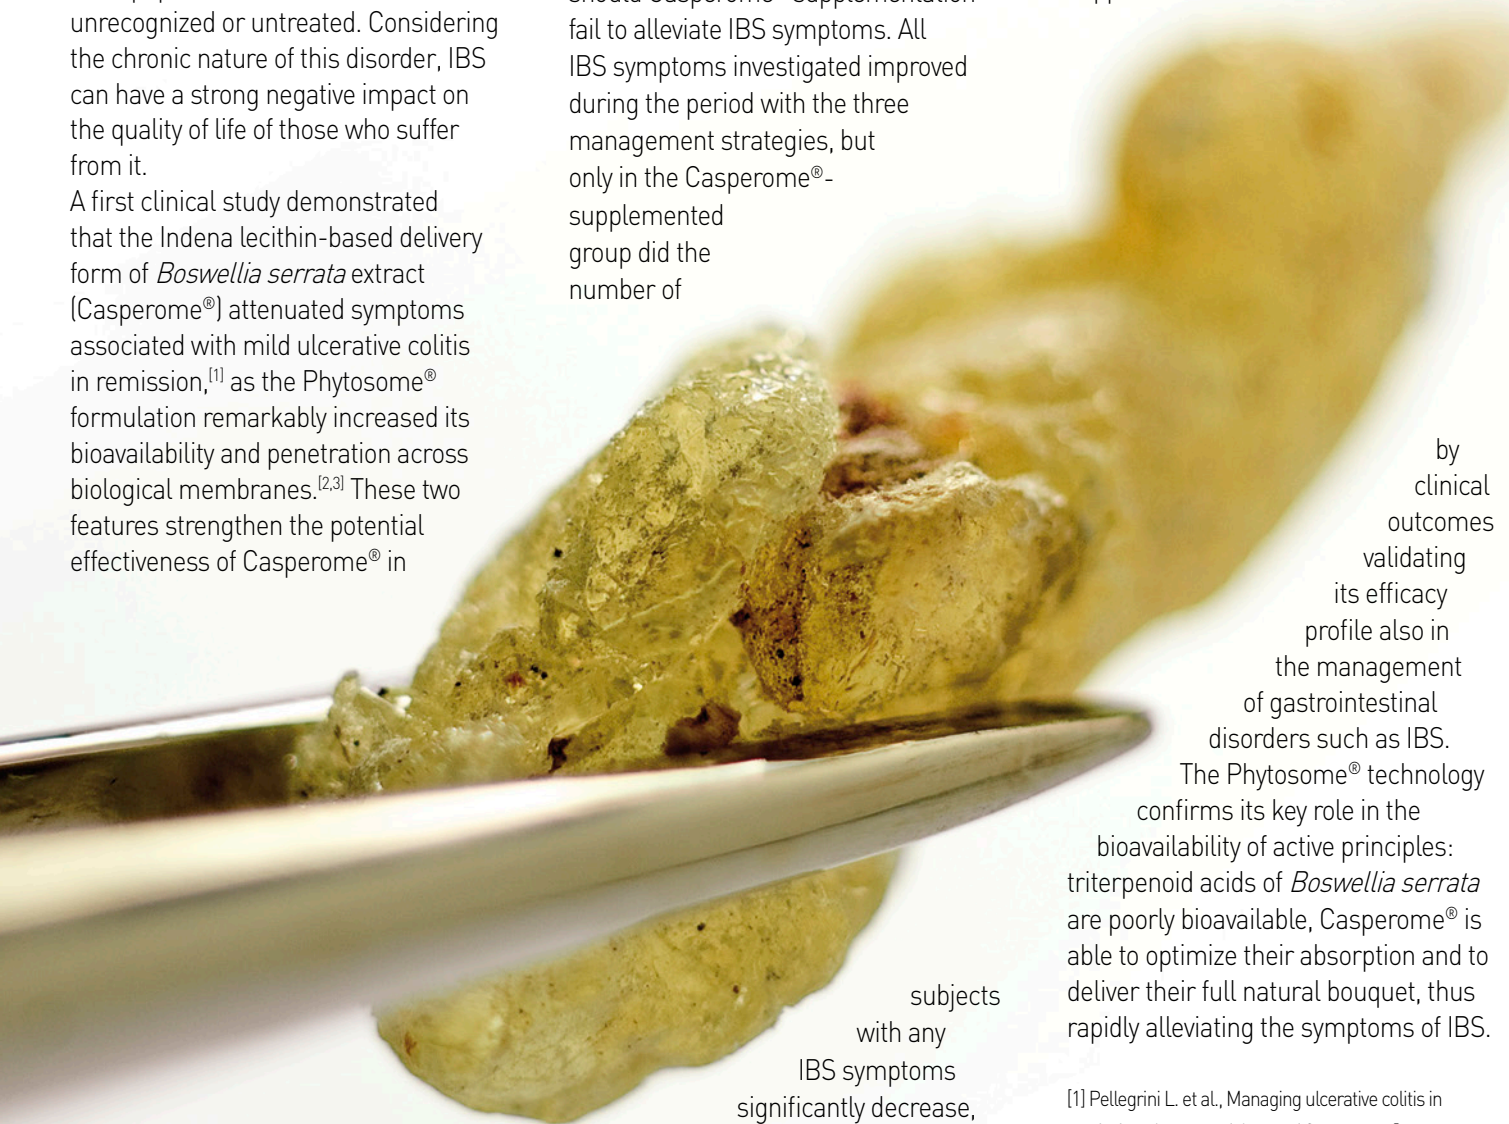 unrecognized or untreated. Considering
the chronic nature of this disorder, IBS
can have a strong negative impact on
the quality of life of those who suffer
from it.
A first clinical study demonstrated
that the Indena lecithin-based delivery
form of Boswellia serrata extract
(Casperome®) attenuated symptoms
associated with mild ulcerative colitis
in remission,[1] as the Phytosome®
formulation remarkably increased its
bioavailability and penetration across
biological membranes.[2,3] These two
features strengthen the potential
effectiveness of Casperome® in
should Casperome® supplementation
fail to alleviate IBS symptoms. All
IBS symptoms investigated improved
during the period with the three
management strategies, but
only in the Casperome®-
supplemented
group did the
number of
subjects
with any
IBS symptoms
significantly decrease,
by
clinical
outcomes
validating
its efficacy
profile also in
the management
of gastrointestinal
disorders such as IBS.
The Phytosome® technology
confirms its key role in the
bioavailability of active principles:
triterpenoid acids of Boswellia serrata
are poorly bioavailable, Casperome® is
able to optimize their absorption and to
deliver their full natural bouquet, thus
rapidly alleviating the symptoms of IBS.
[1] Pellegrini L. et al., Managing ulcerative colitis in